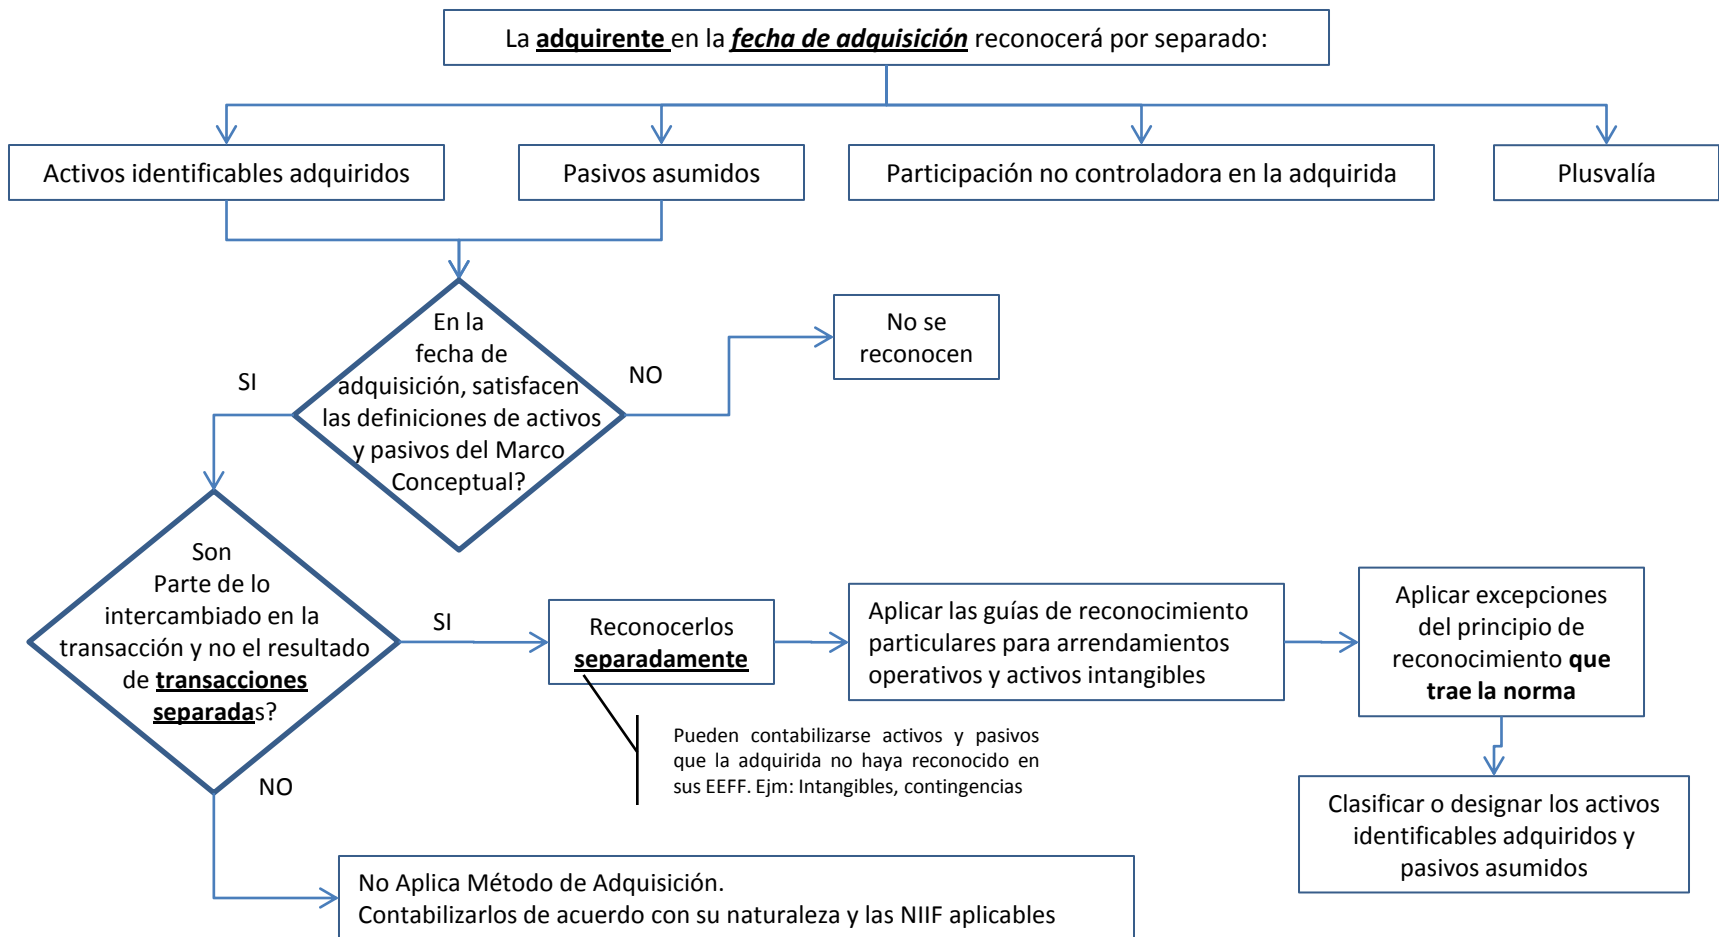 La adquirente en la fecha de adquisición reconocerá por separado:
Activos identificables adquiridos
Pasivos asumidos
Participación no controladora en la adquirida
Plusvalía
En la
fecha de
adquisición, satisfacen
las definiciones de activos
y pasivos del Marco
Conceptual?
SI
NO
No se
reconocen
Son
Parte de lo
intercambiado en la
transacción y no el resultado
de transacciones
separadas?
SI
NO
Reconocerlos
separadamente
Aplicar las guías de reconocimiento
particulares para arrendamientos
operativos y activos intangibles
Aplicar excepciones
del principio de
reconocimiento que
trae la norma
Pueden contabilizarse activos y pasivos
que la adquirida no haya reconocido en
sus EEFF. Ejm: Intangibles, contingencias
Clasificar o designar los activos
identificables adquiridos y
pasivos asumidos
No Aplica Método de Adquisición.
Contabilizarlos de acuerdo con su naturaleza y las NIIF aplicables